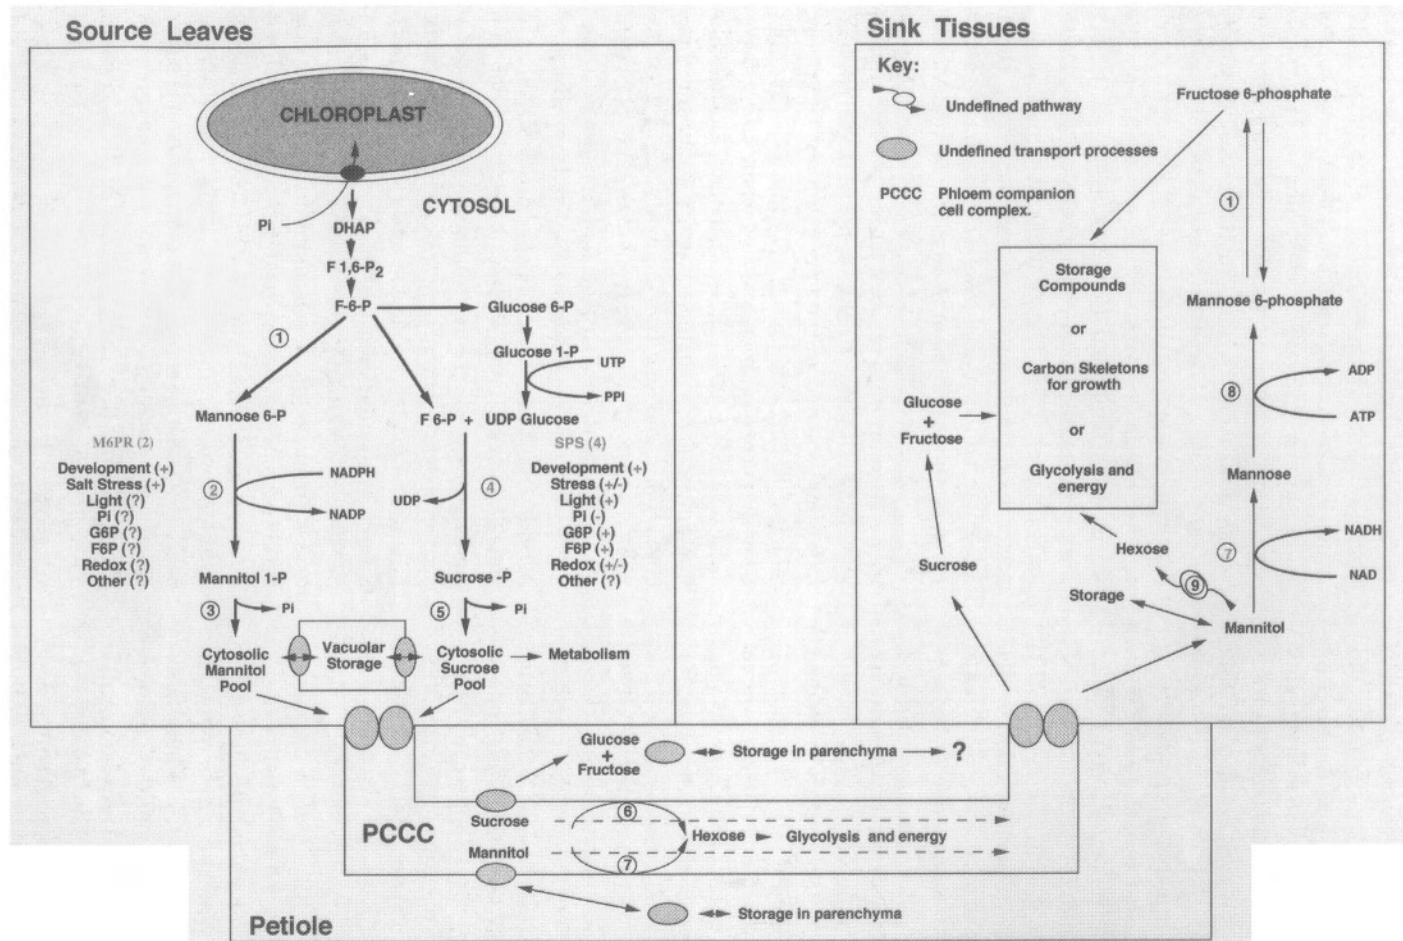 Source Leaves
CHLOROPLAST
CYTOSOL
Pi
DHAP
F 1,6-P2
F-6-P
Glucose 6-P
①
Glucose 1-P
UTP
PPi
Mannose 6-P
F 6-P + UDP Glucose
M6PR (2)
Development (+)
Salt Stress (+)
Light (?)
Pi (?)
G6P (?)
F6P (?)
Redox (?)
Other (?)
②
NADPH
NADP
UDP
④
SPS (4)
Development (+)
Stress (+/-)
Light (+)
Pi (-)
G6P (+)
F6P (+)
Redox (+/-)
Other (?)
Mannitol 1-P
Sucrose -P
③
Pi
⑤
Pi
Cytosolic
Mannitol
Pool
Vacuolar
Storage
Cytosolic
Sucrose
Pool
Metabolism
Sink Tissues
Key:
Undefined pathway
Undefined transport processes
PCCC Phloem companion
cell complex.
Fructose 6-phosphate
①
Storage
Compounds
or
Carbon Skeletons
for growth
or
Glycolysis and
energy
Mannose 6-phosphate
⑧
ADP
ATP
Glucose
+
Fructose
Mannose
Sucrose
Hexose
⑦
NADH
NAD
⑨
Storage
Mannitol
Glucose
+
Fructose
Storage in parenchyma
?
PCCC
Sucrose
⑥
Hexose
Glycolysis and energy
Mannitol
⑦
Storage in parenchyma
Petiole